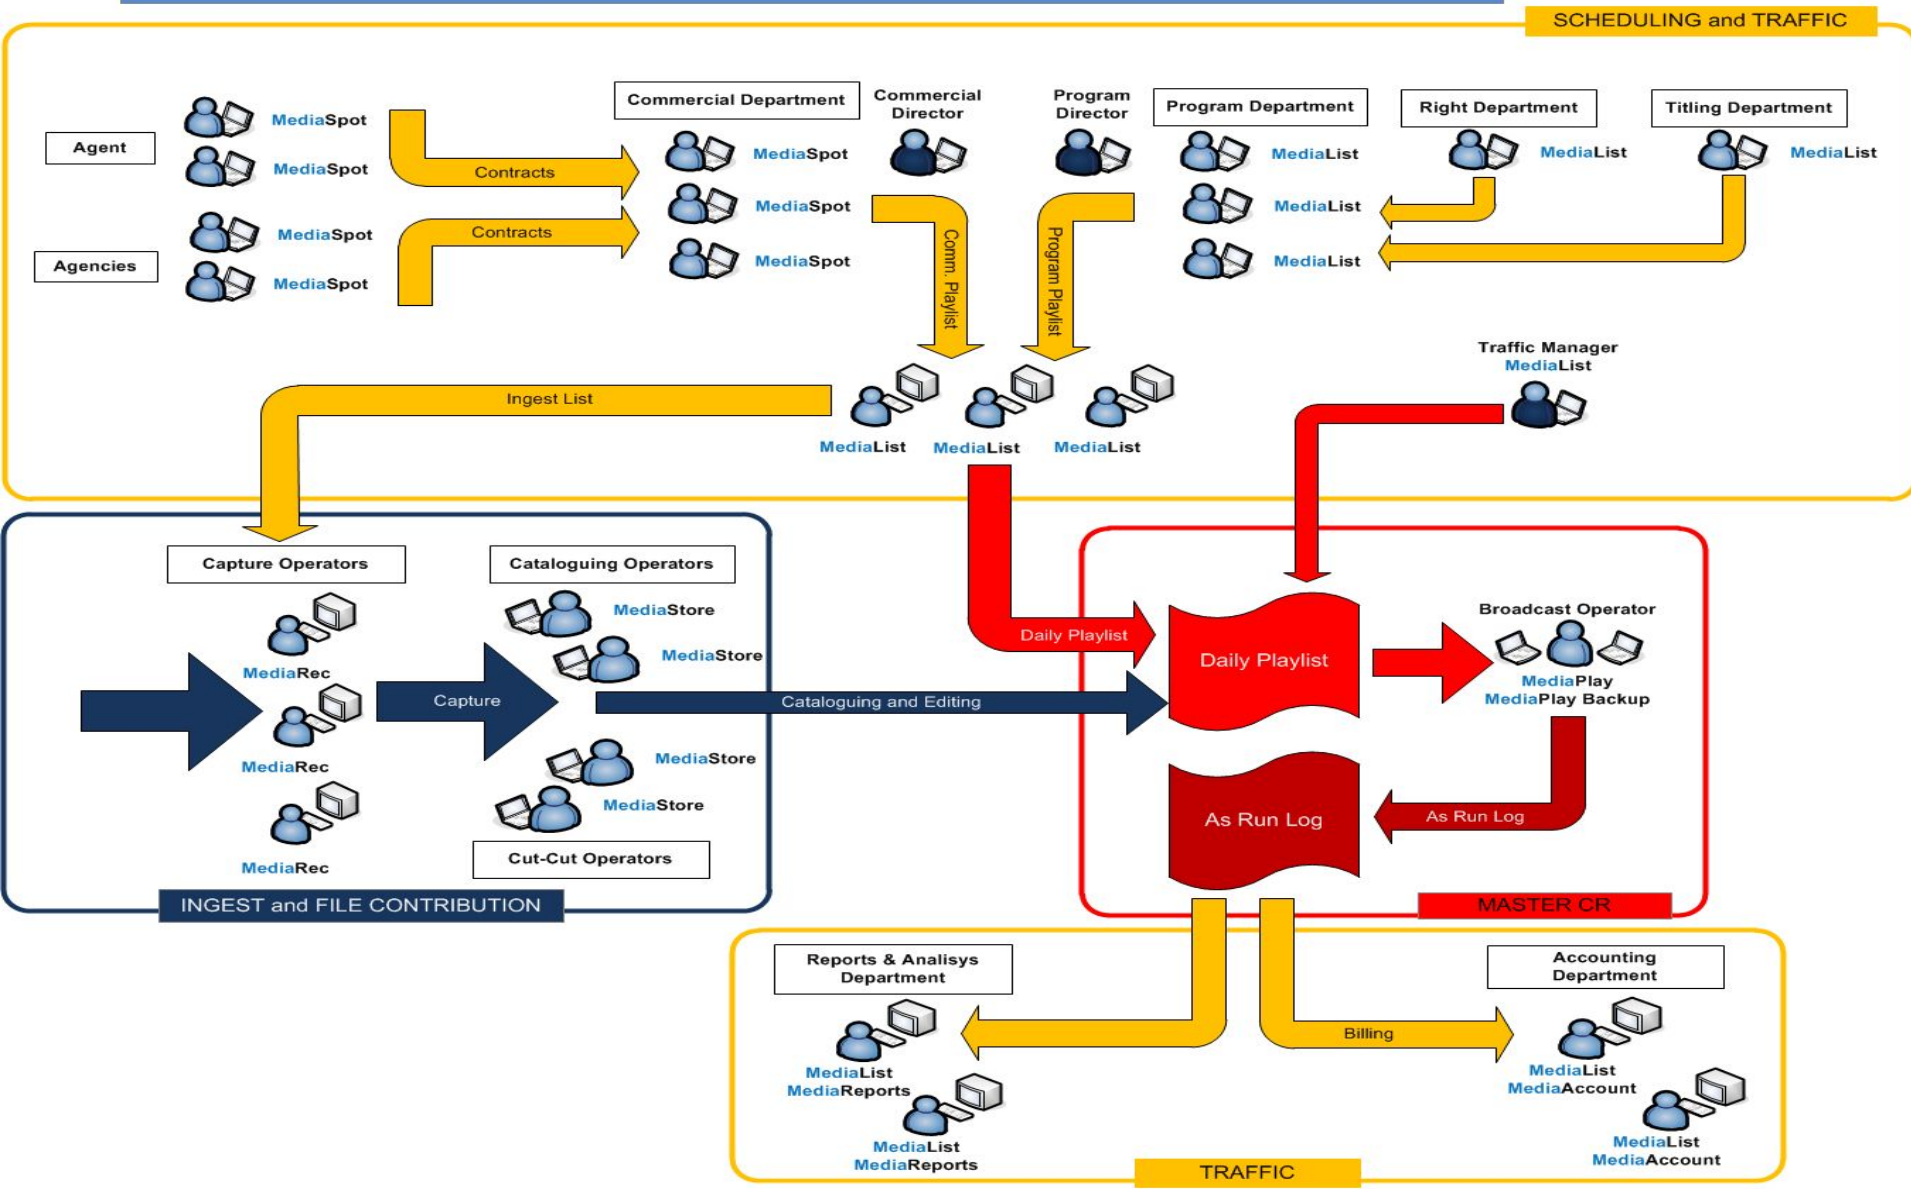 SCHEDULING and TRAFFIC
Agent
MediaSpot
MediaSpot
Agencies
MediaSpot
MediaSpot
Contracts
Contracts
Commercial Department
MediaSpot
MediaSpot
MediaSpot
Commercial
Director
Program
Director
Program Department
MediaList
MediaList
MediaList
Right Department
MediaList
Titling Department
MediaList
Comm. Playlist
Program Playlist
Traffic Manager
MediaList
Ingest List
MediaList
MediaList
MediaList
Capture Operators
MediaRec
MediaRec
MediaRec
Capture
Cataloguing Operators
MediaStore
MediaStore
Cataloguing and Editing
MediaStore
MediaStore
Cut-Cut Operators
INGEST and FILE CONTRIBUTION
Daily Playlist
Daily Playlist
Broadcast Operator
MediaPlay
MediaPlay Backup
As Run Log
As Run Log
MASTER CR
Reports & Analisys
Department
MediaList
MediaReports
MediaList
MediaReports
Billing
Accounting
Department
MediaList
MediaAccount
MediaList
MediaAccount
TRAFFIC